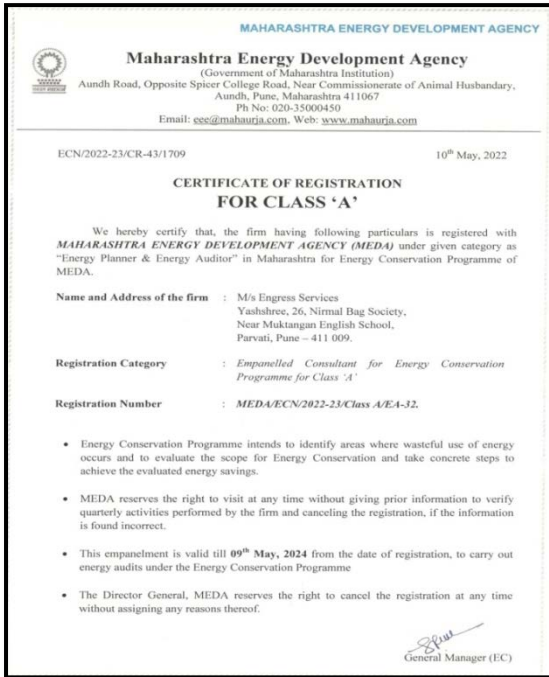 MAHARASHTRA ENERGY DEVELOPMENT AGENCY
Maharashtra Energy Development Agency
(Government of Maharashtra Institution)
Aundh Road, Opposite Spicer College Road, Near Commissionerate of Animal Husbandary,
Aundh, Pune, Maharashtra 411067
Ph No: 020-35000450
Email: eee@mahaurja.com, Web: www.mahaurja.com
ECN/2022-23/CR-43/1709 10th May, 2022
CERTIFICATE OF REGISTRATION
FOR CLASS ‘A’
We hereby certify that, the firm having following particulars is registered with
MAHARASHTRA ENERGY DEVELOPMENT AGENCY (MEDA) under given category as
“Energy Planner & Energy Auditor” in Maharashtra for Energy Conservation Programme of
MEDA.
Name and Address of the firm : M/s Engress Services
Yashshree, 26, Nirmal Bag Society,
Near Muktangan English School,
Parvati, Pune – 411 009.
Registration Category : Empanelled Consultant for Energy Conservation
Programme for Class ‘A’
Registration Number : MEDA/ECN/2022-23/Class A/EA-32.
• Energy Conservation Programme intends to identify areas where wasteful use of energy
occurs and to evaluate the scope for Energy Conservation and take concrete steps to
achieve the evaluated energy savings.
• MEDA reserves the right to visit at any time without giving prior information to verify
quarterly activities performed by the firm and canceling the registration, if the information
is found incorrect.
• This empanelment is valid till 09th May, 2024 from the date of registration, to carry out
energy audits under the Energy Conservation Programme
• The Director General, MEDA reserves the right to cancel the registration at any time
without assigning any reasons thereof.
General Manager (EC)